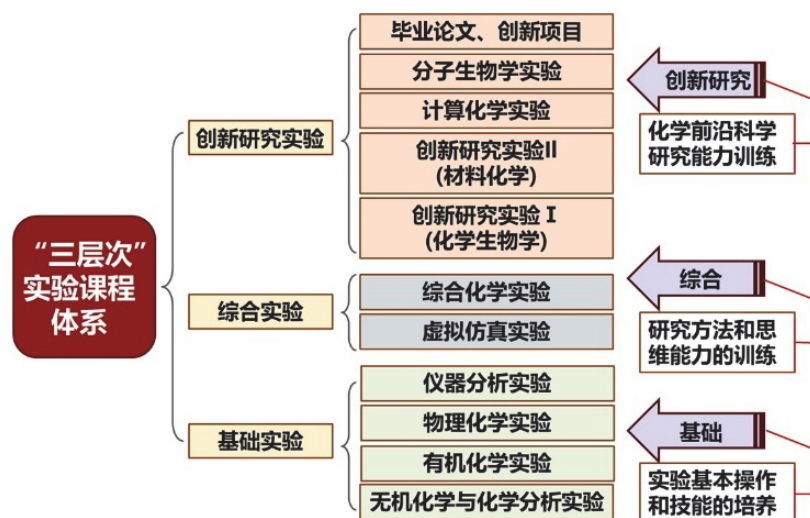 “三层次”
实验课程
体系
创新研究实验
综合实验
基础实验
毕业论文、创新项目
分子生物学实验
计算化学实验
创新研究实验II
(材料化学)
创新研究实验 I
(化学生物学)
综合化学实验
虚拟仿真实验
仪器分析实验
物理化学实验
有机化学实验
无机化学与化学分析实验
创新研究
化学前沿科学
研究能力训练
综合
研究方法和思
维能力的训练
基础
实验基本操作
和技能的培养